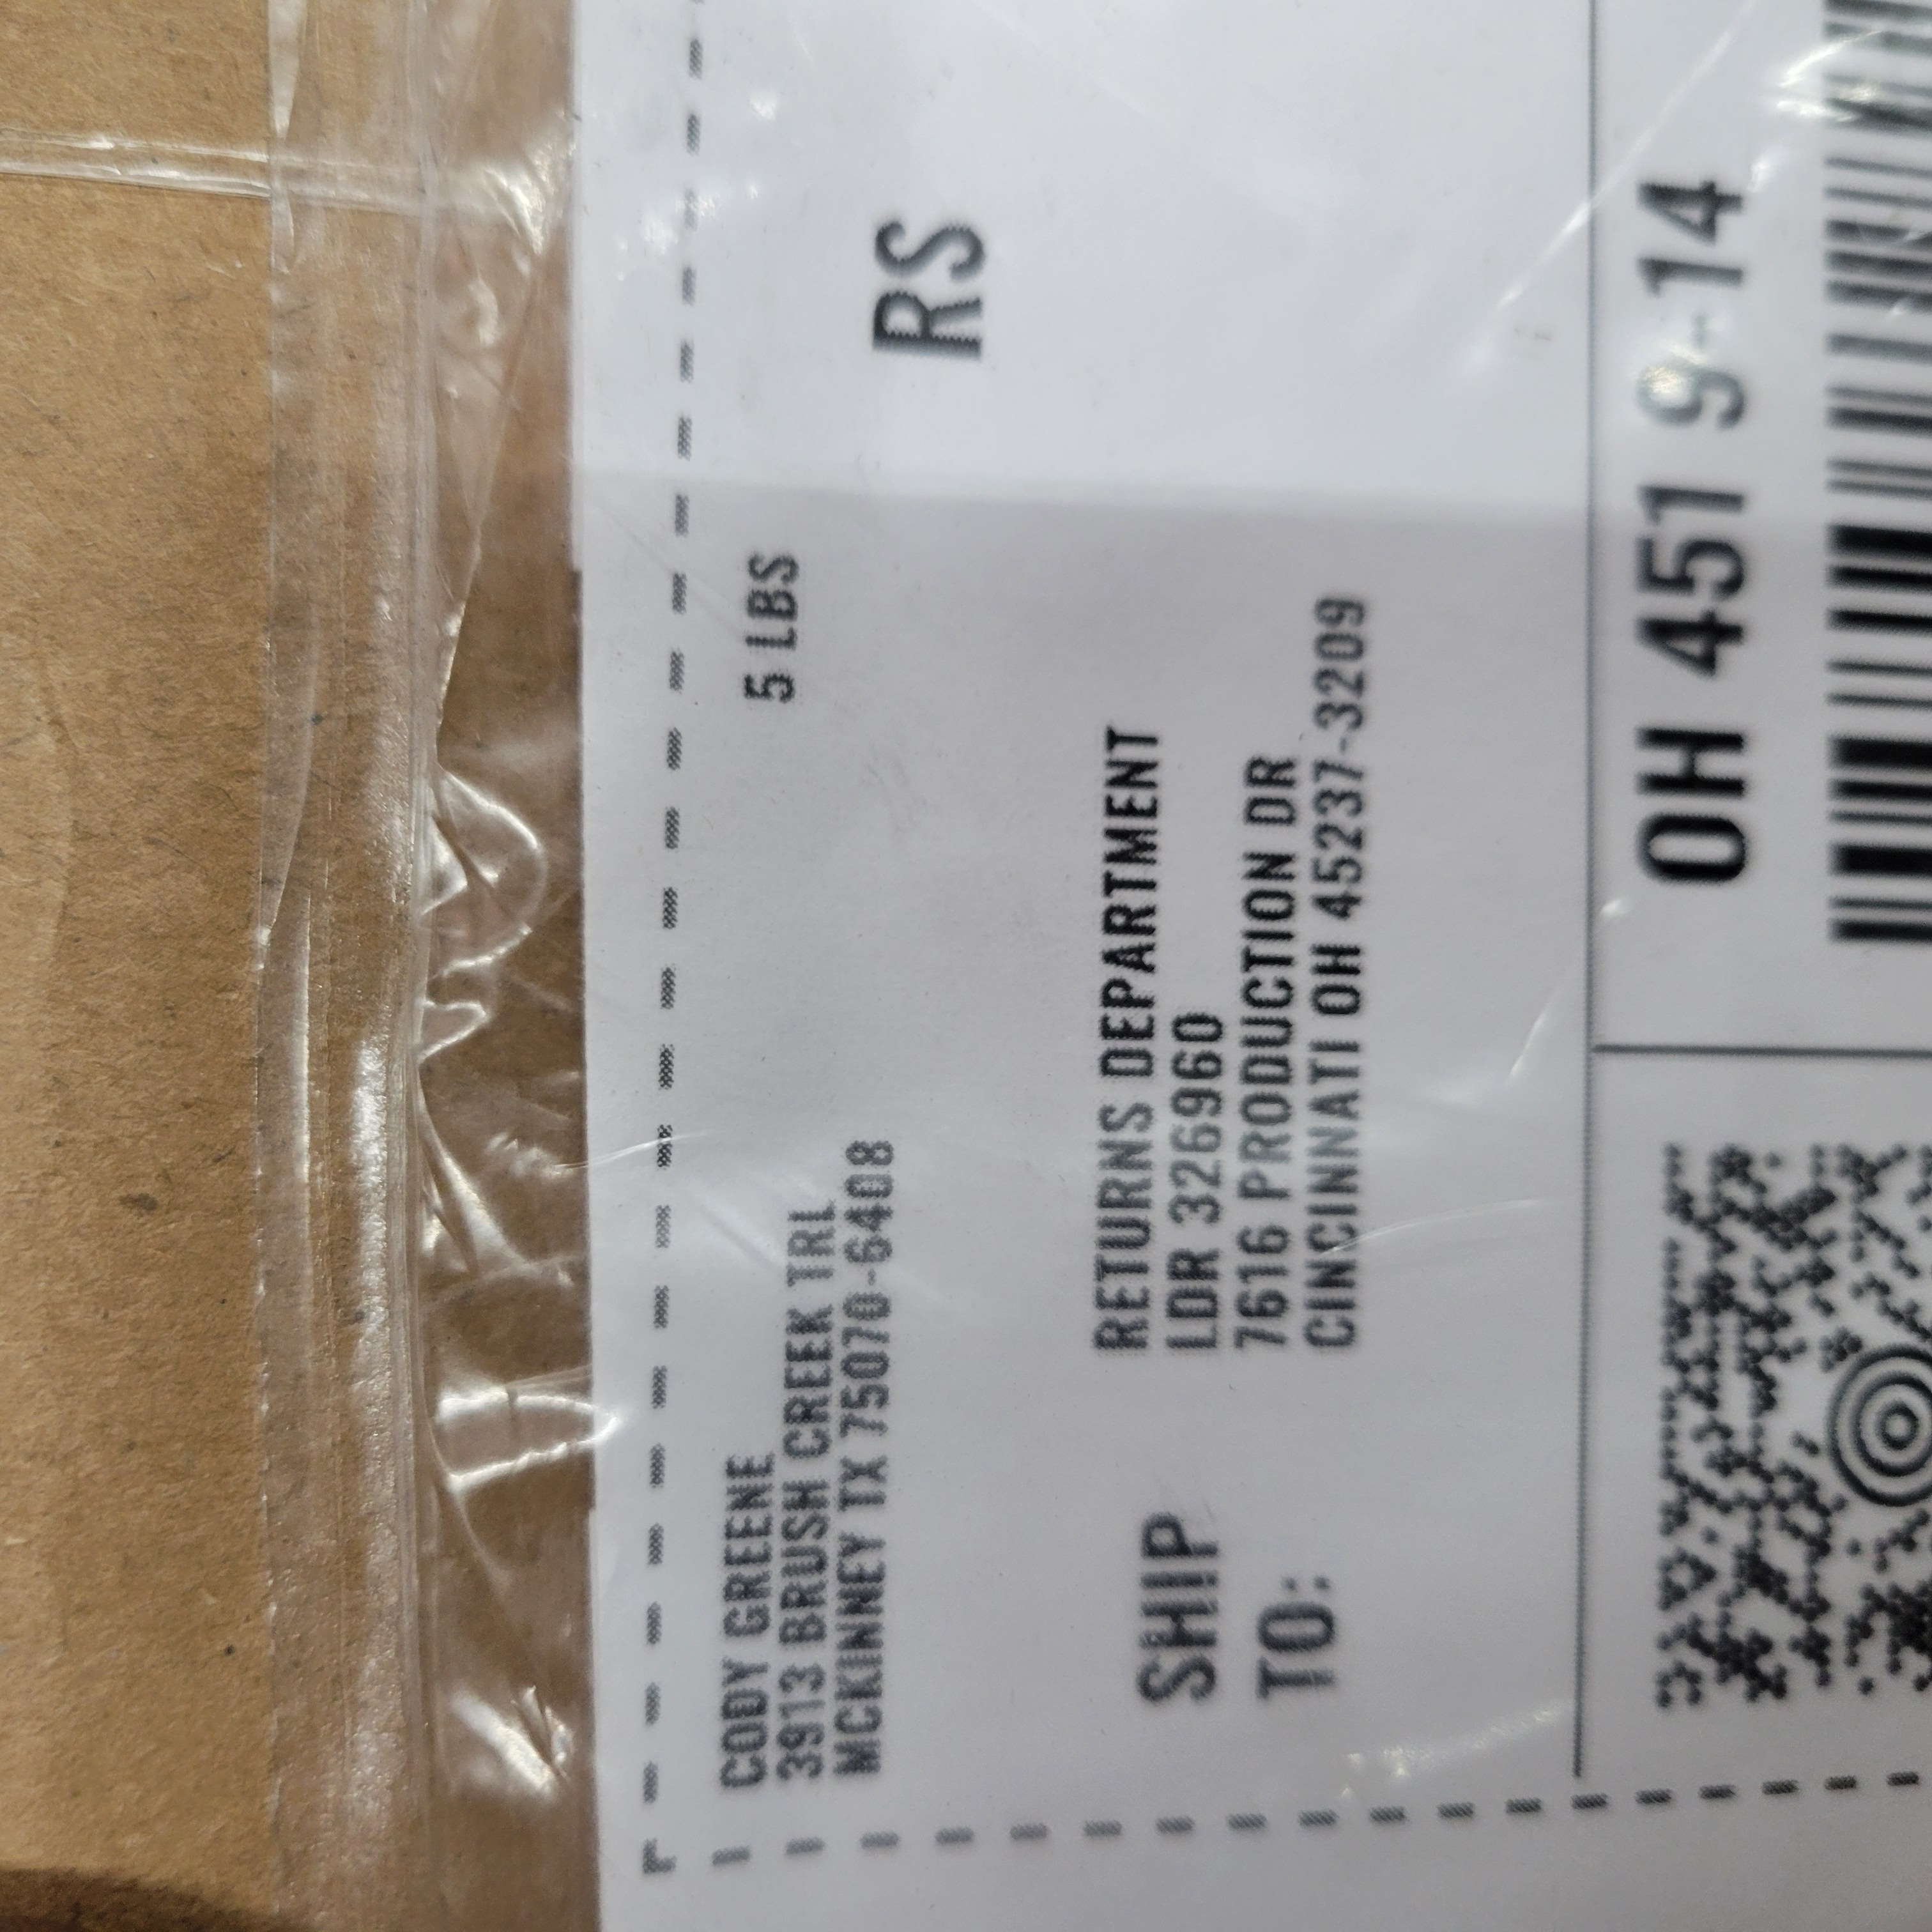 CODY GREENE
3913 BRUSH CREEK TRL
MCKINNEY TX 75070-6408
5 LBS
RS
SHIP
TO:
RETURNS DEPARTMENT
LDR 326960
7616 PRODUCTION DR
CINCINNATI OH 45237-3209
OH 451 9-14